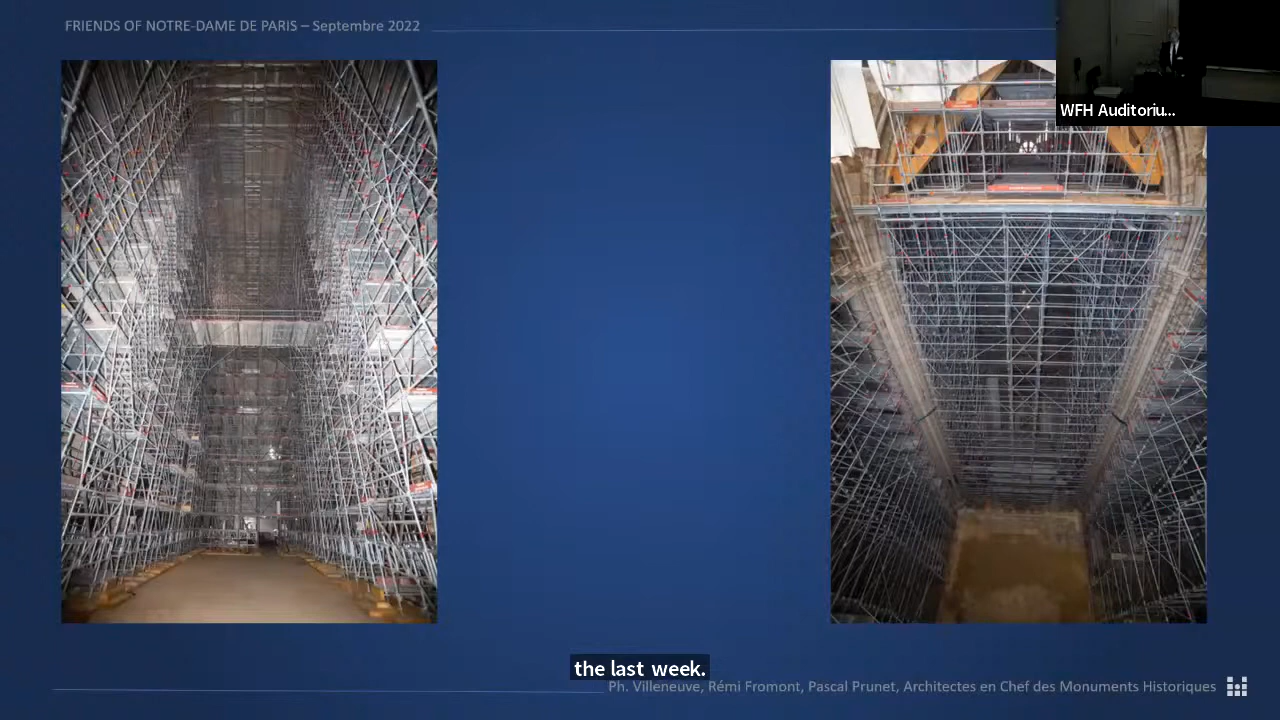 FRIENDS OF NOTRE-DAME DE PARIS – Septembre 2022
WFH Auditoriu...
the last week.
Ph. Villeneuve, Rémi Fromont, Pascal Prunet, Architectes en Chef des Monuments Historiques